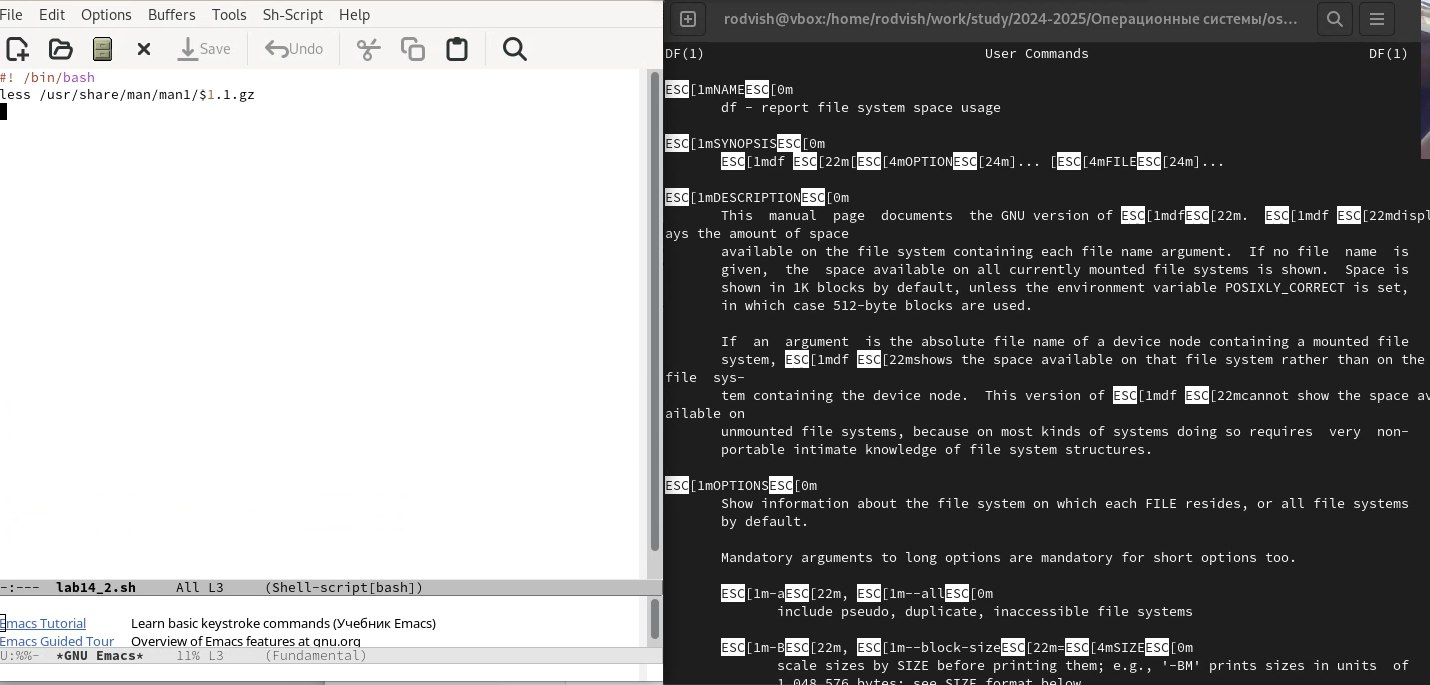 File Edit Options Buffers Tools Sh-Script Help
Save Undo
#! /bin/bash
less /usr/share/man/man1/$1.1.gz
-:--- lab14_2.sh All L3 (Shell-script[bash])
Emacs Tutorial Learn basic keystroke commands (Учебник Emacs)
Emacs Guided Tour Overview of Emacs features at gnu.org
U:%%- *GNU Emacs* 11% L3 (Fundamental)
rodvish@vbox:/home/rodvish/work/study/2024-2025/Операционные системы/os...
DF(1) User Commands DF(1)
ESC[1mNAMEESC[0m
df - report file system space usage
ESC[1mSYNOPSISESC[0m
ESC[1mdf ESC[22m[ESC[4mOPTIONESC[24m]... [ESC[4mFILEESC[24m]...
ESC[1mDESCRIPTIONESC[0m
This manual page documents the GNU version of ESC[1mdfESC[22m. ESC[1mdf ESC[22mdispl
ays the amount of space
available on the file system containing each file name argument. If no file name is
given, the space available on all currently mounted file systems is shown. Space is
shown in 1K blocks by default, unless the environment variable POSIXLY_CORRECT is set,
in which case 512-byte blocks are used.
If an argument is the absolute file name of a device node containing a mounted file
system, ESC[1mdf ESC[22mshows the space available on that file system rather than on the
file sys-
tem containing the device node. This version of ESC[1mdf ESC[22mcannot show the space av
ailable on
unmounted file systems, because on most kinds of systems doing so requires very non-
portable intimate knowledge of file system structures.
ESC[1mOPTIONSESC[0m
Show information about the file system on which each FILE resides, or all file systems
by default.
Mandatory arguments to long options are mandatory for short options too.
ESC[1m-aESC[22m, ESC[1m--allESC[0m
include pseudo, duplicate, inaccessible file systems
ESC[1m-BESC[22m, ESC[1m--block-sizeESC[22m=ESC[4mSIZEESC[0m
scale sizes by SIZE before printing them; e.g., '-BM' prints sizes in units of
1,048,576 bytes; see SIZE format below